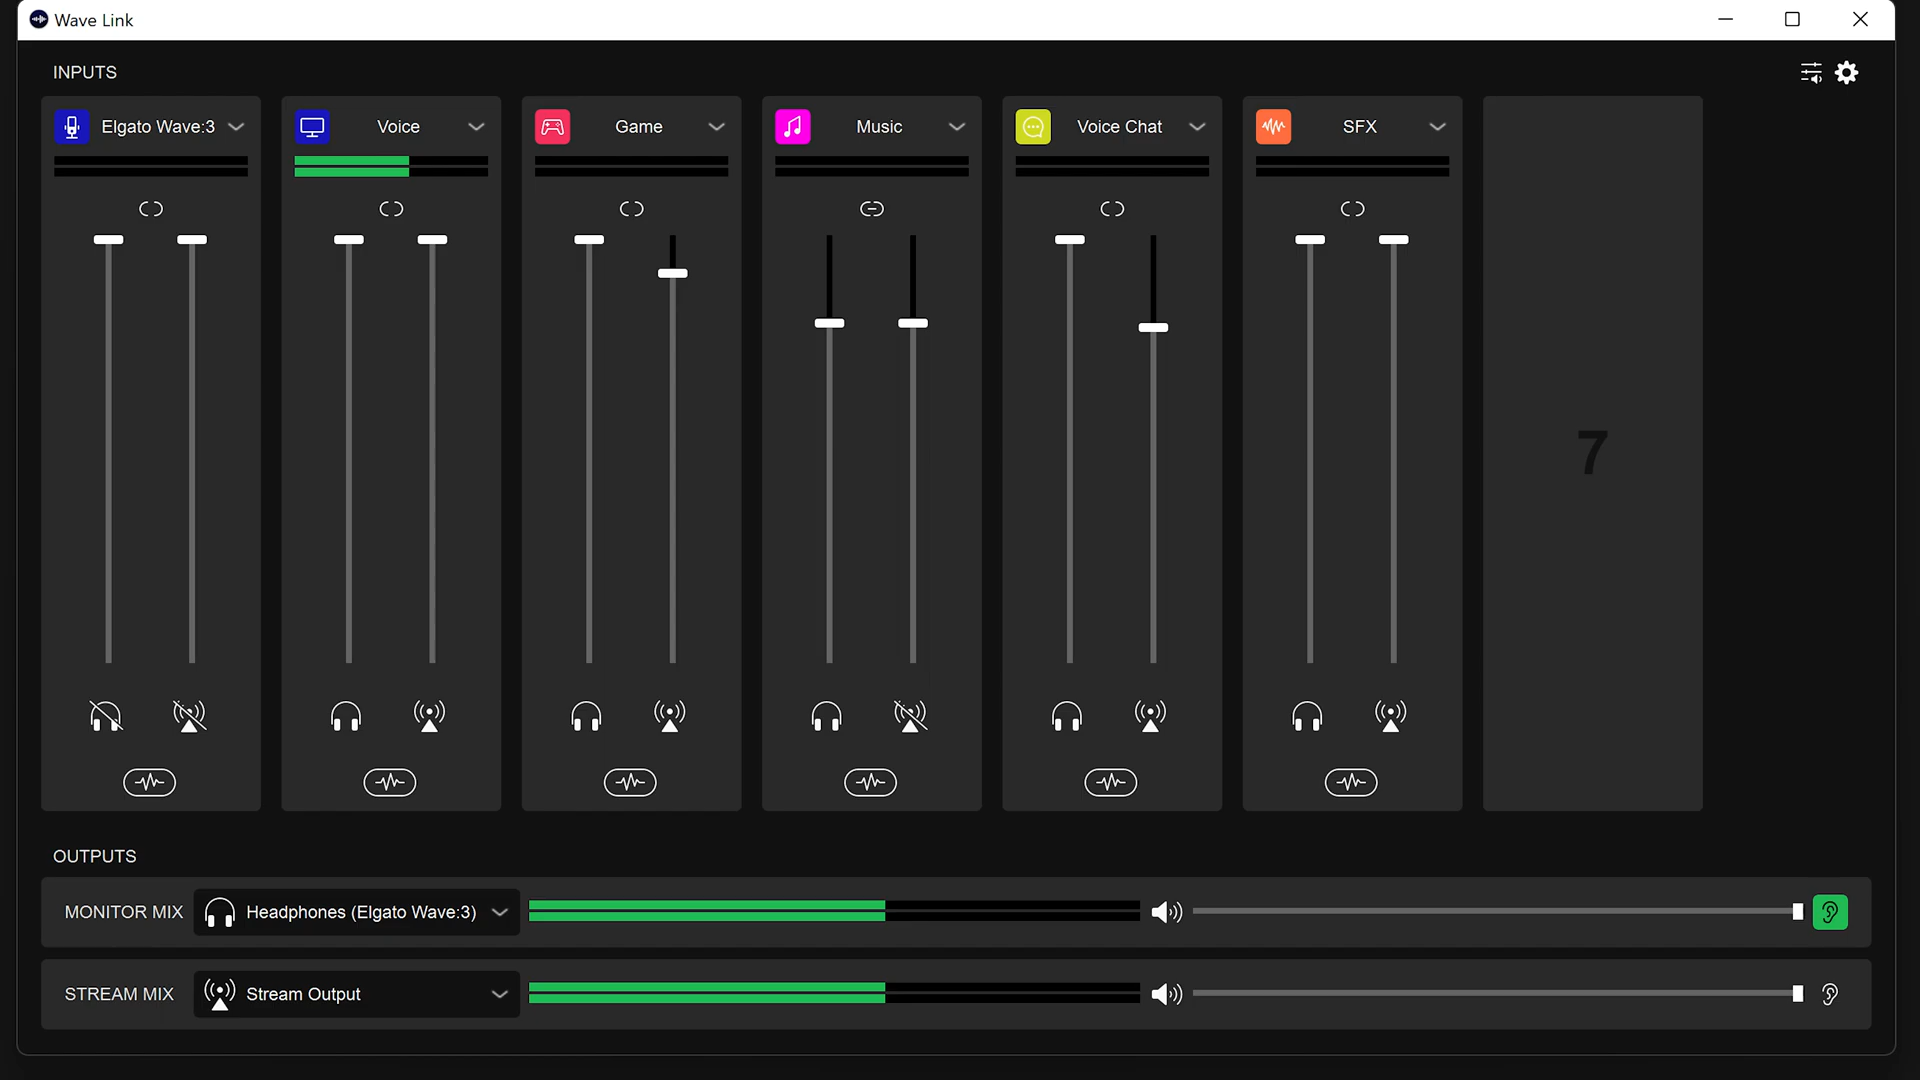 Wave Link
INPUTS
Elgato Wave:3
Voice
Game
Music
Voice Chat
SFX
7
OUTPUTS
MONITOR MIX
Headphones (Elgato Wave:3)
STREAM MIX
Stream Output